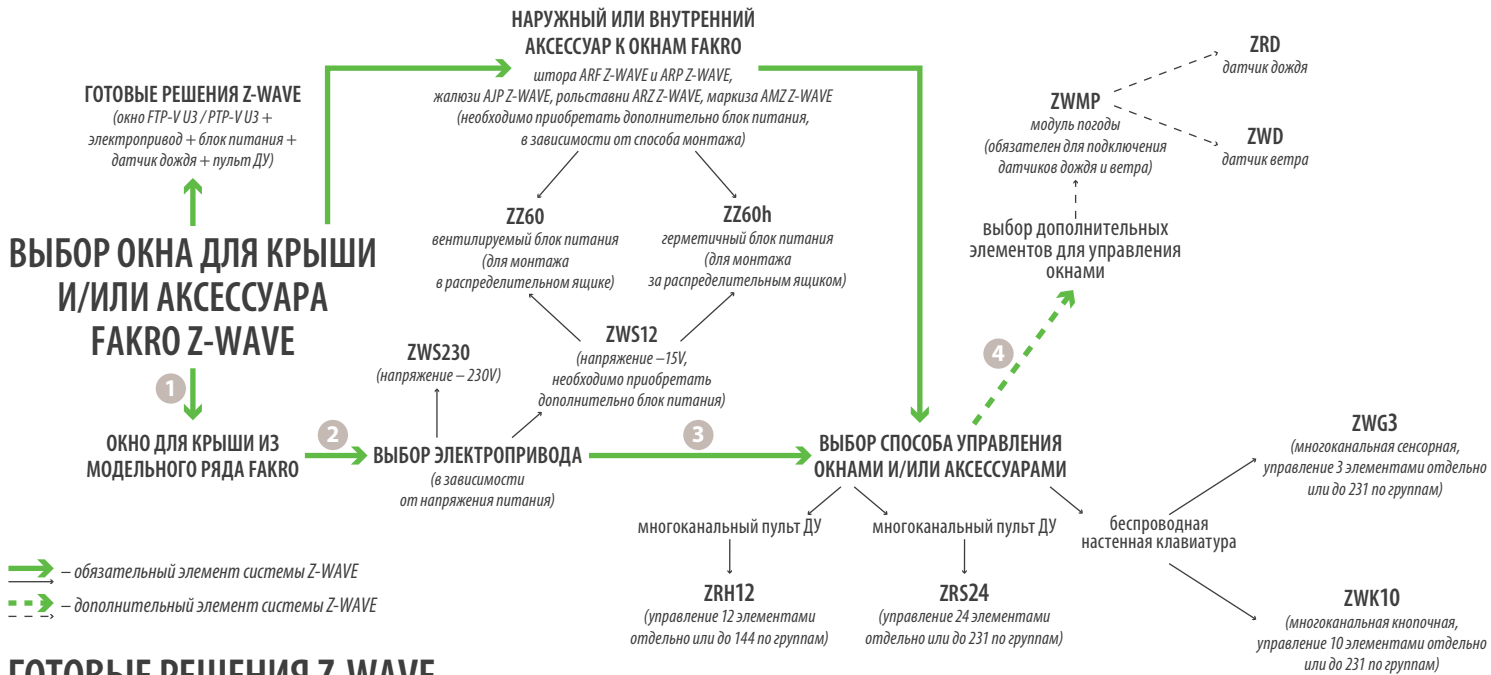 НАРУЖНЫЙ ИЛИ ВНУТРЕННИЙ
АКСЕССУАР К ОКНАМ FAKRO
штора ARF Z-WAVE и ARP Z-WAVE,
жалюзи AJP Z-WAVE, рольставни ARZ Z-WAVE, маркиза AMZ Z-WAVE
(необходимо приобретать дополнительно блок питания,
в зависимости от способа монтажа)
ГОТОВЫЕ РЕШЕНИЯ Z-WAVE
(окно FTP-V U3 / PTP-V U3 +
электропривод + блок питания +
датчик дождя + пульт ДУ)
ZRD
датчик дождя
ZWMP
модуль погоды
(обязателен для подключения
датчиков дождя и ветра)
ZWD
датчик ветра
ВЫБОР ОКНА ДЛЯ КРЫШИ
И/ИЛИ АКСЕССУАРА
FAKRO Z-WAVE
ZZ60
вентилируемый блок питания
(для монтажа
в распределительном ящике)
ZZ60h
герметичный блок питания
(для монтажа
за распределительным ящиком)
выбор дополнительных
элементов для управления
окнами
ZWS230
(напряжение – 230V)
ZWS12
(напряжение –15V,
необходимо приобретать
дополнительно блок питания)
1
2
3
4
ОКНО ДЛЯ КРЫШИ ИЗ
МОДЕЛЬНОГО РЯДА FAKRO
ВЫБОР ЭЛЕКТРОПРИВОДА
(в зависимости
от напряжения питания)
ВЫБОР СПОСОБА УПРАВЛЕНИЯ
ОКНАМИ И/ИЛИ АКСЕССУАРАМИ
ZWG3
(многоканальная сенсорная,
управление 3 элементами отдельно
или до 231 по группам)
многоканальный пульт ДУ
многоканальный пульт ДУ
беспроводная
настенная клавиатура
– обязательный элемент системы Z-WAVE
– дополнительный элемент системы Z-WAVE
ZRH12
(управление 12 элементами
отдельно или до 144 по группам)
ZRS24
(управление 24 элементами
отдельно или до 231 по группам)
ZWK10
(многоканальная кнопочная,
управление 10 элементами отдельно
или до 231 по группам)
ГОТОВЫЕ РЕШЕНИЯ Z-WAVE